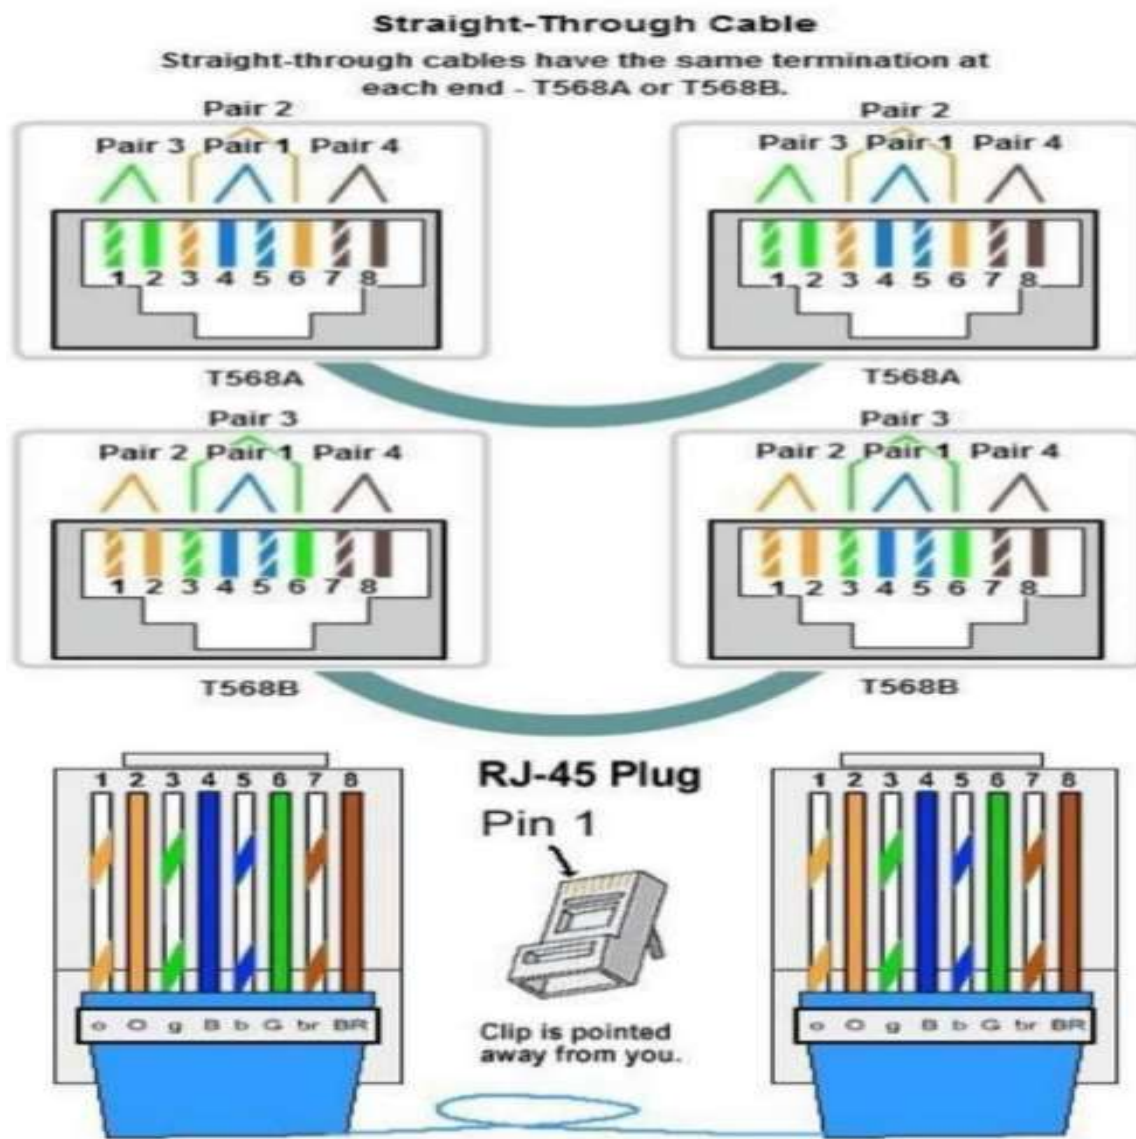 Straight-Through Cable
Straight-through cables have the same termination at
each end - T568A or T568B.
Pair 2
Pair 3 Pair 1 Pair 4
1 2 3 4 5 6 7 8
T568A
Pair 2
Pair 3 Pair 1 Pair 4
1 2 3 4 5 6 7 8
T568A
Pair 3
Pair 2 Pair 1 Pair 4
1 2 3 4 5 6 7 8
T568B
Pair 3
Pair 2 Pair 1 Pair 4
1 2 3 4 5 6 7 8
T568B
1 2 3 4 5 6 7 8
o O g B b G br BR
RJ-45 Plug
Pin 1
Clip is pointed
away from you.
1 2 3 4 5 6 7 8
o O g B b G br BR